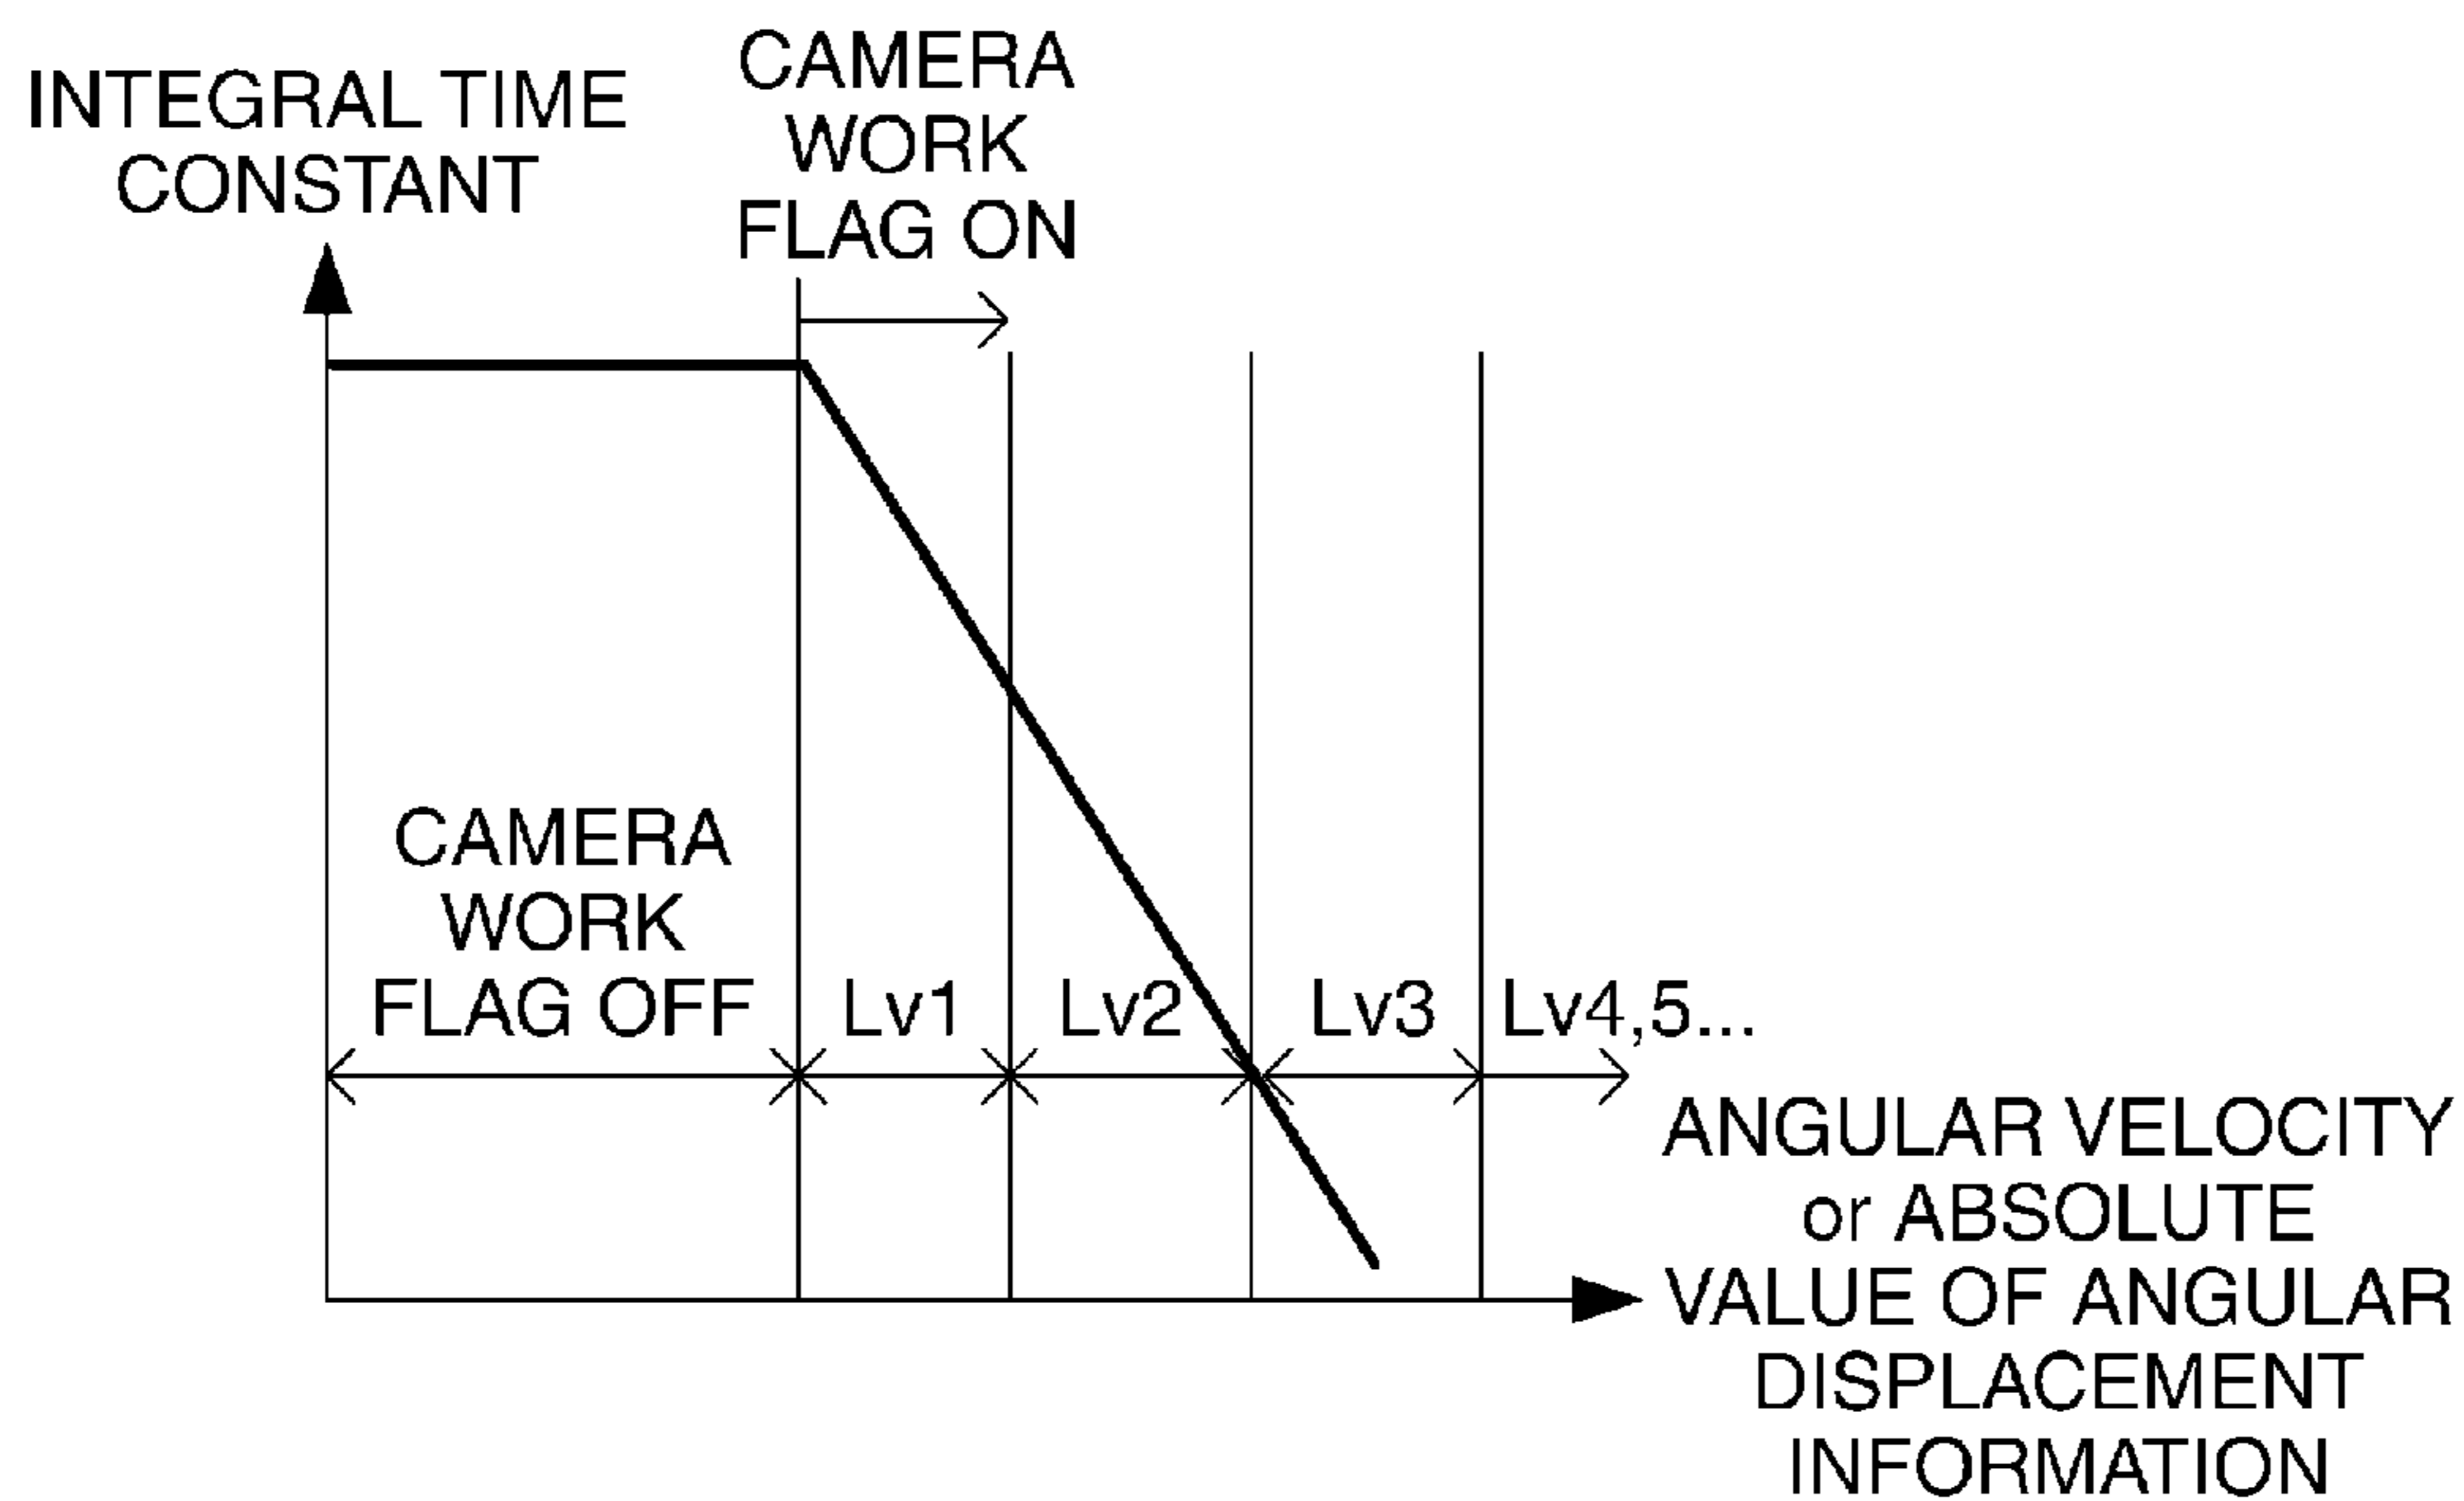 INTEGRAL TIME
CONSTANT
CAMERA
WORK
FLAG ON
CAMERA
WORK
FLAG OFF
Lv1
Lv2
Lv3
Lv4,5...
ANGULAR VELOCITY
or ABSOLUTE
VALUE OF ANGULAR
DISPLACEMENT
INFORMATION